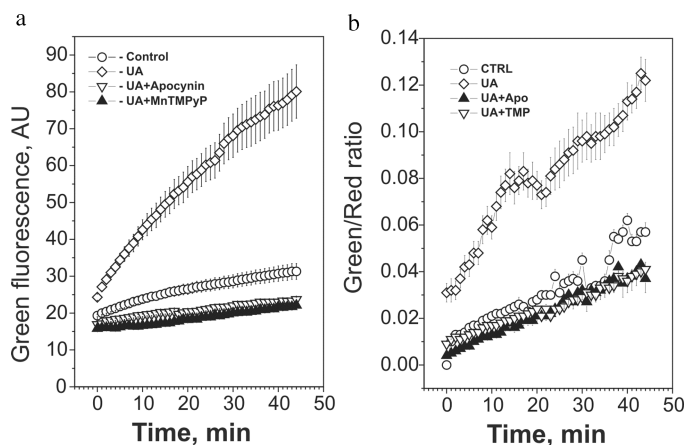 a
- Control
- UA
- UA+Apocynin
- UA+MnTMPyP
Green fluorescence, AU
100
90
80
70
60
50
40
30
20
10
0
0 10 20 30 40 50
Time, min
b
CTRL
UA
UA+Apo
UA+TMP
Green/Red ratio
0.14
0.12
0.10
0.08
0.06
0.04
0.02
0.00
0 10 20 30 40 50
Time, min